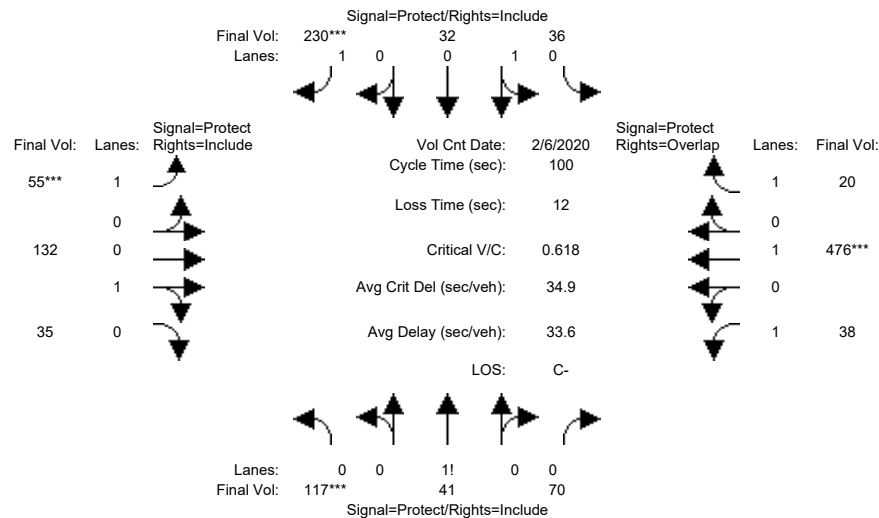 Signal=Protect/Rights=Include
Final Vol: 230*** 32 36
Lanes: 1 0 0 1 0
Signal=Protect
Final Vol: Lanes: Rights=Include
Vol Cnt Date: 2/6/2020
Signal=Protect
Rights=Overlap Lanes: Final Vol:
Cycle Time (sec): 100
55*** 1
1 20
Loss Time (sec): 12
0
0
132 0
Critical V/C: 0.618
1 476***
1
Avg Crit Del (sec/veh): 34.9
0
35 0
Avg Delay (sec/veh): 33.6
1 38
LOS: C-
Lanes: 0 0 1! 0 0
Final Vol: 117*** 41 70
Signal=Protect/Rights=Include